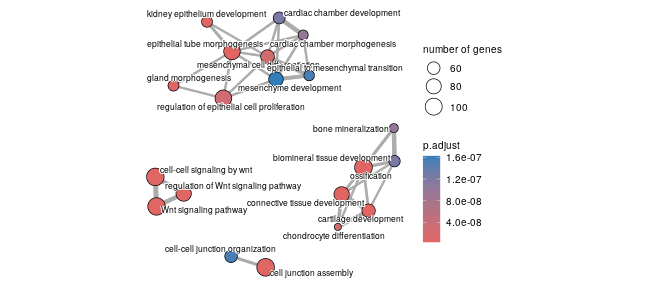 kidney epithelium development
cardiac chamber development
epithelial tube morphogenesis
cardiac chamber morphogenesis
mesenchymal cell
epithelial to mesenchymal transition
gland morphogenesis
mesenchyme development
regulation of epithelial cell proliferation
bone mineralization
biomineral tissue development
ossification
cell-cell signaling by wnt
regulation of Wnt signaling pathway
Wnt signaling pathway
connective tissue development
cartilage development
chondrocyte differentiation
cell-cell junction organization
cell junction assembly
number of genes
60
80
100
p.adjust
1.6e-07
1.2e-07
8.0e-08
4.0e-08